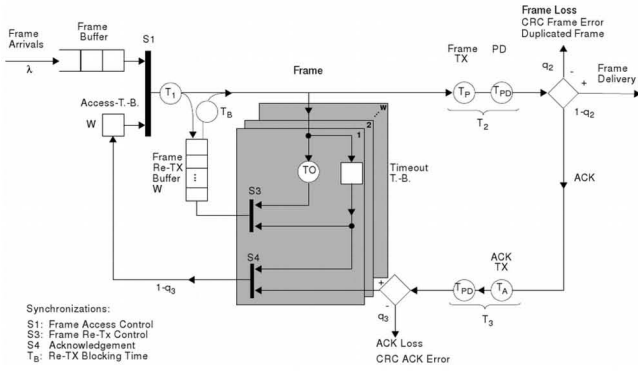 Frame Arrivals
λ
Frame Buffer
S1
Access-T.-B.
W
T1
TB
Frame Re-TX Buffer W
Frame
w
...
2
1
TO
Timeout T.-B.
S3
S4
Frame TX
PD
TP
TPD
T2
Frame Loss
CRC Frame Error
Duplicated Frame
q2
-
+
Frame Delivery
1-q2
ACK
ACK TX
TPD
TA
T3
+
-
q3
1-q3
ACK Loss
CRC ACK Error
Synchronizations:
S1: Frame Access Control
S3: Frame Re-Tx Control
S4 Acknowledgement
TB: Re-TX Blocking Time